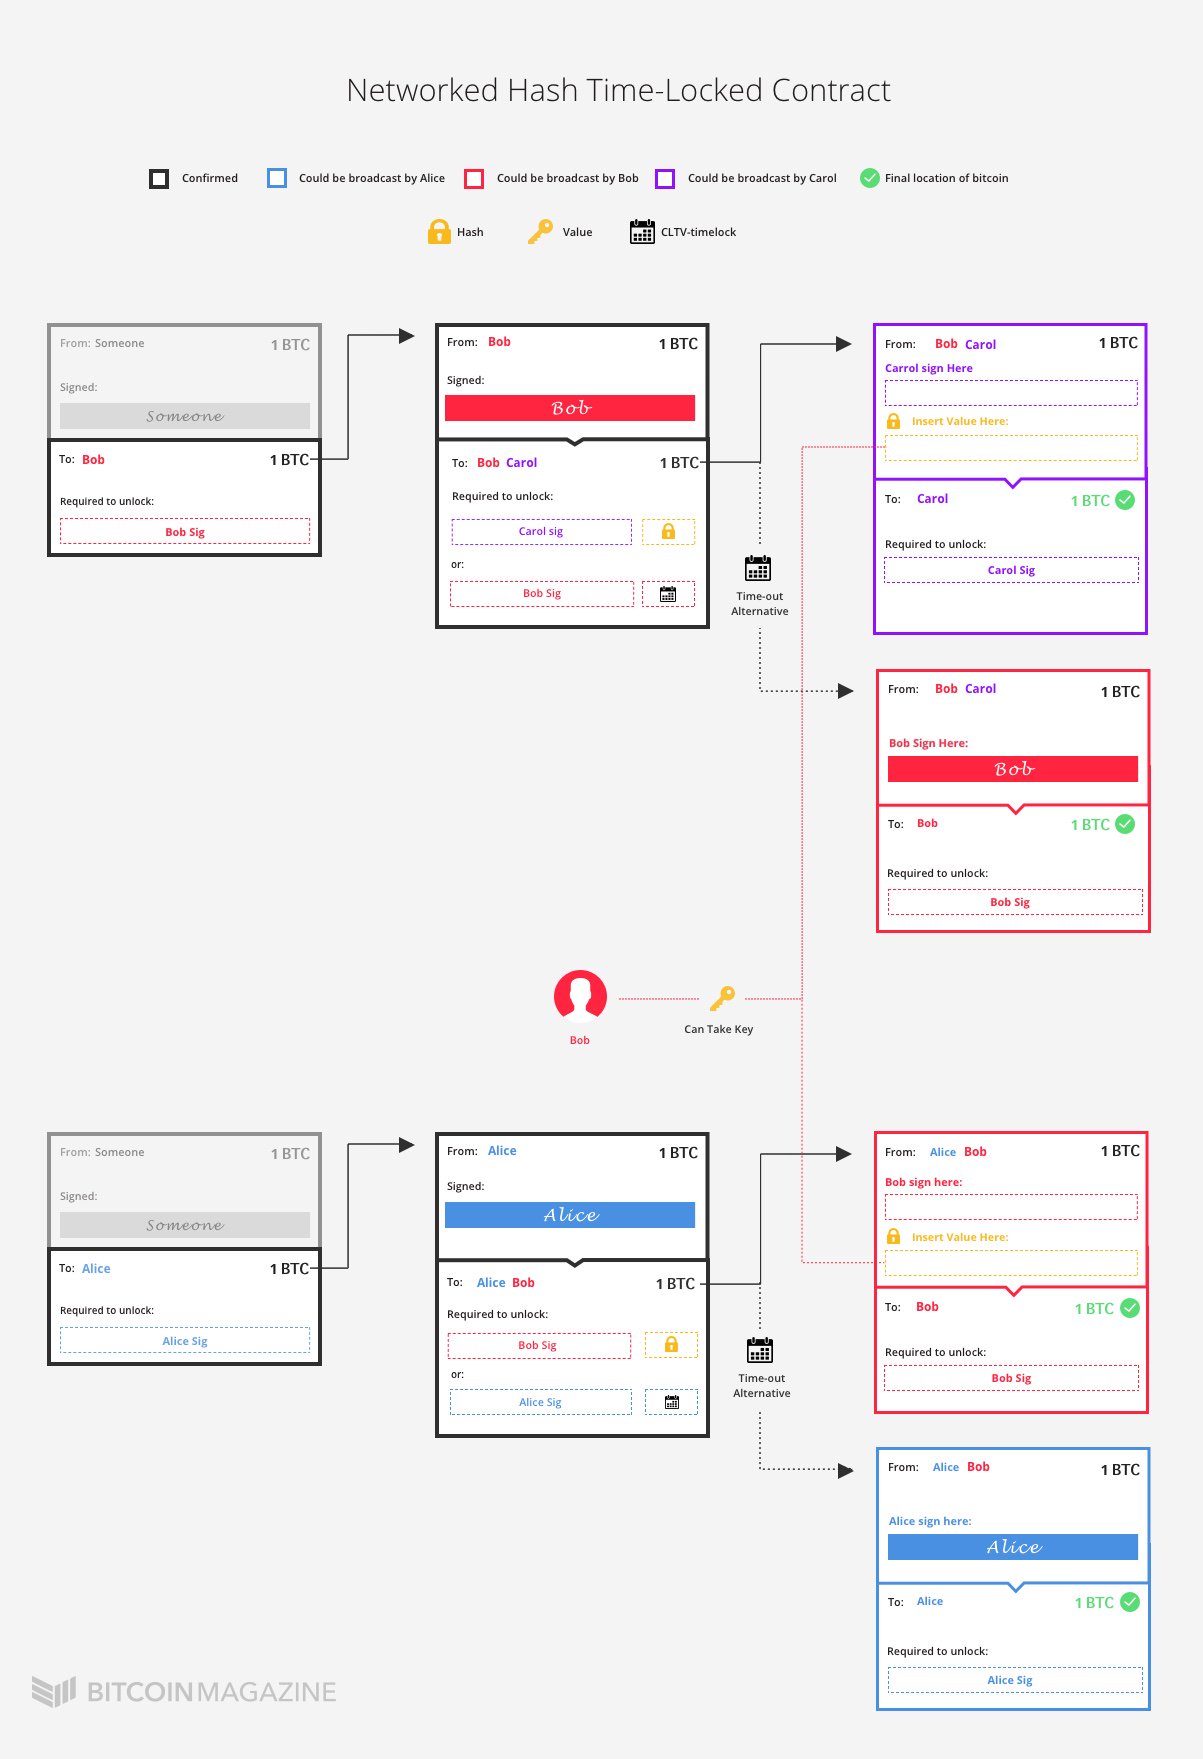 Networked Hash Time-Locked Contract
Confirmed
Could be broadcast by Alice
Could be broadcast by Bob
Could be broadcast by Carol
Final location of bitcoin
Hash
Value
CLTV-timelock
From: Someone 1 BTC
Signed:
Someone
To: Bob 1 BTC
Required to unlock:
Bob Sig
From: Bob 1 BTC
Signed:
Bob
To: Bob Carol 1 BTC
Required to unlock:
Carol sig
or:
Bob Sig
Time-out
Alternative
From: Bob Carol 1 BTC
Carrol sign Here
Insert Value Here:
To: Carol 1 BTC
Required to unlock:
Carol Sig
From: Bob Carol 1 BTC
Bob Sign Here:
Bob
To: Bob 1 BTC
Required to unlock:
Bob Sig
Bob
Can Take Key
From: Someone 1 BTC
Signed:
Someone
To: Alice 1 BTC
Required to unlock:
Alice Sig
From: Alice 1 BTC
Signed:
Alice
To: Alice Bob 1 BTC
Required to unlock:
Bob Sig
or:
Alice Sig
Time-out
Alternative
From: Alice Bob 1 BTC
Bob sign here:
Insert Value Here:
To: Bob 1 BTC
Required to unlock:
Bob Sig
From: Alice Bob 1 BTC
Alice sign here:
Alice
To: Alice 1 BTC
Required to unlock:
Alice Sig
BITCOINMAGAZINE